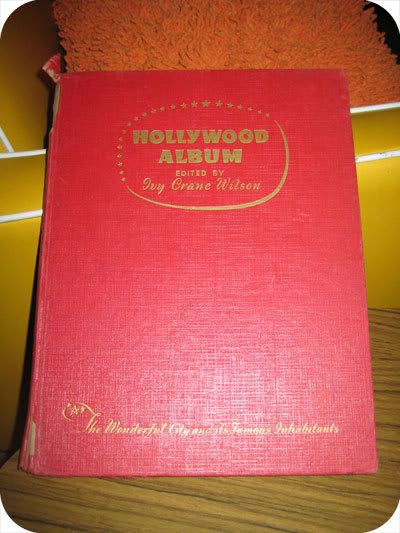 HOLLYWOOD
ALBUM
EDITED BY
Ivy Crane Wilson
The Wonderful City and its Famous Inhabitants